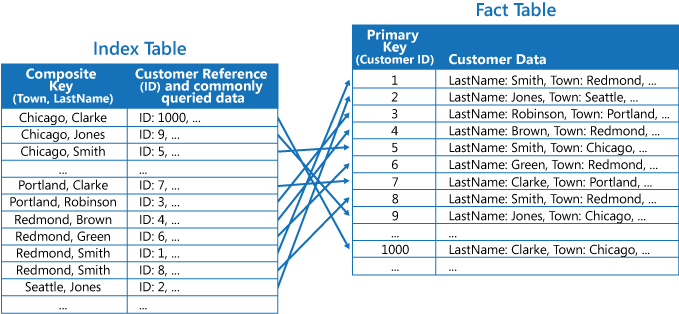 Index Table
Composite
Key
(Town, LastName)
Customer Reference
(ID) and commonly
queried data
Chicago, Clarke ID: 1000, ...
Chicago, Jones ID: 9, ...
Chicago, Smith ID: 5, ...
... ...
Portland, Clarke ID: 7, ...
Portland, Robinson ID: 3, ...
Redmond, Brown ID: 4, ...
Redmond, Green ID: 6, ...
Redmond, Smith ID: 1, ...
Redmond, Smith ID: 8, ...
Seattle, Jones ID: 2, ...
... ...
Fact Table
Primary
Key
(Customer ID)
Customer Data
1 LastName: Smith, Town: Redmond, ...
2 LastName: Jones, Town: Seattle, ...
3 LastName: Robinson, Town: Portland, ...
4 LastName: Brown, Town: Redmond, ...
5 LastName: Smith, Town: Chicago, ...
6 LastName: Green, Town: Redmond, ...
7 LastName: Clarke, Town: Portland, ...
8 LastName: Smith, Town: Redmond, ...
9 LastName: Jones, Town: Chicago, ...
... ...
1000 LastName: Clarke, Town: Chicago, ...
... ...